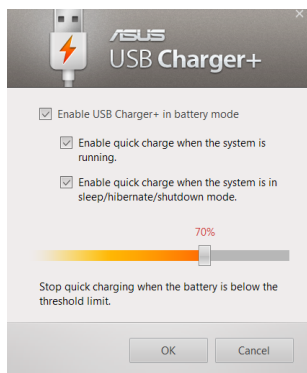 ASUS
USB Charger+
Enable USB Charger+ in battery mode
Enable quick charge when the system is
running.
Enable quick charge when the system is in
sleep/hibernate/shutdown mode.
70%
Stop quick charging when the battery is below the
threshold limit.
OK Cancel